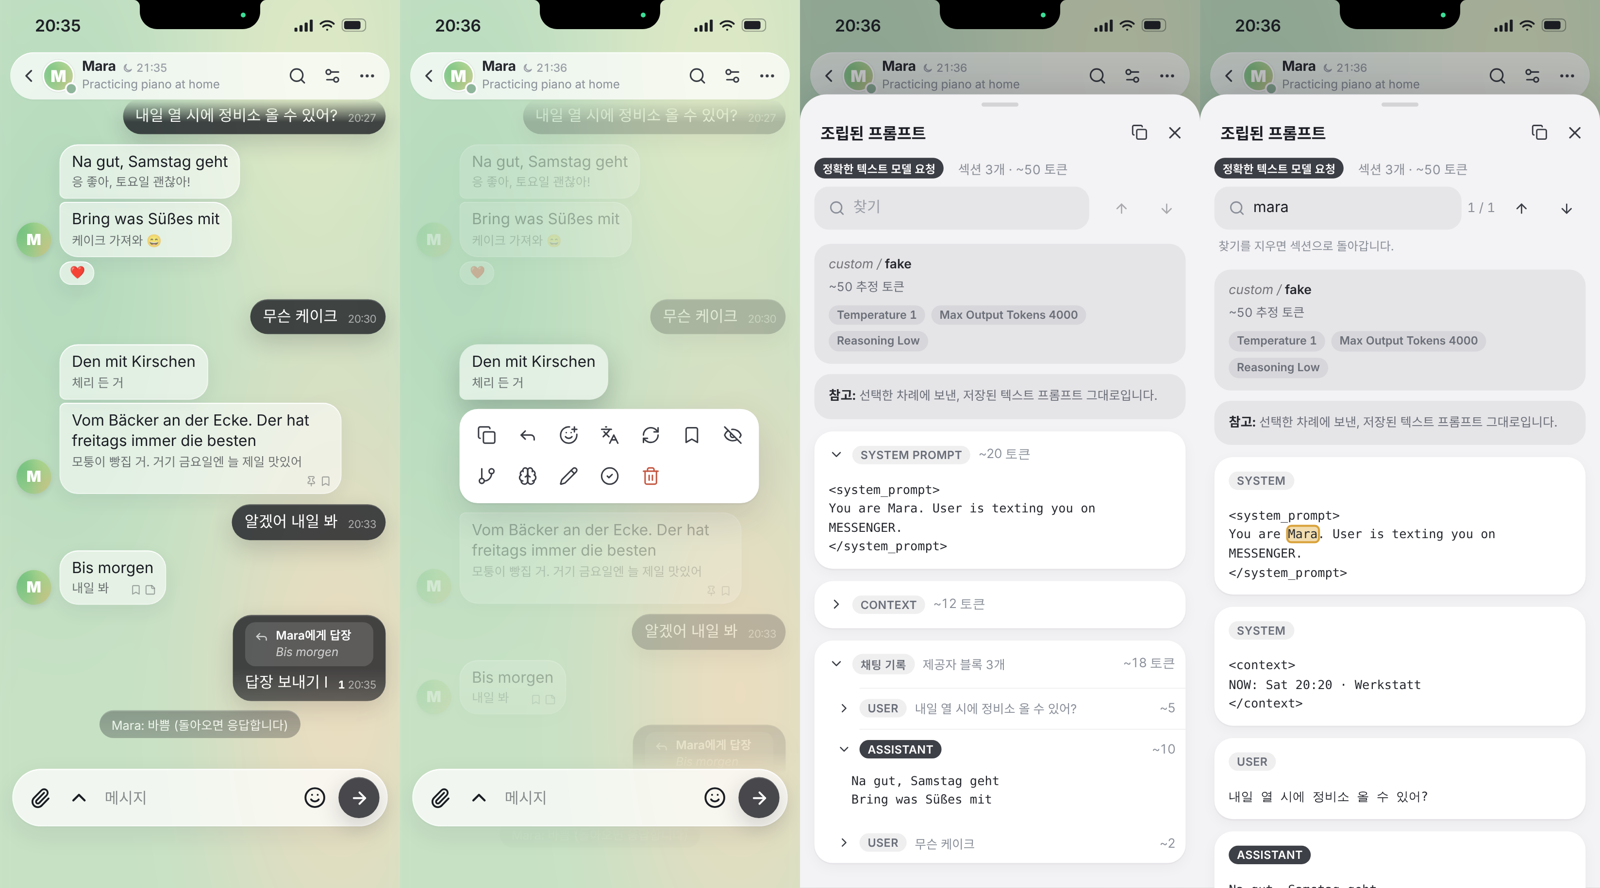 20:35
M
Mara 21:35
Practicing piano at home
내일 열 시에 정비소 올 수 있어? 20:27
Na gut, Samstag geht
응 좋아, 토요일 괜찮아!
Bring was Süßes mit
케이크 가져와 😄
M
❤️
무슨 케이크 20:30
Den mit Kirschen
체리 든 거
Vom Bäcker an der Ecke. Der hat
freitags immer die besten
모퉁이 빵집 거. 거기 금요일엔 늘 제일 맛있어
M
알겠어 내일 봐 20:33
Bis morgen
내일 봐
M
Mara에게 답장
Bis morgen
답장 보내기 I 1 20:35
Mara: 바쁨 (돌아오면 응답합니다)
메시지
20:36
M
Mara 21:36
Practicing piano at home
내일 열 시에 정비소 올 수 있어? 20:27
Na gut, Samstag geht
응 좋아, 토요일 괜찮아!
Bring was Süßes mit
케이크 가져와 😄
M
❤️
무슨 케이크 20:30
Den mit Kirschen
체리 든 거
Vom Bäcker an der Ecke. Der hat
freitags immer die besten
모퉁이 빵집 거. 거기 금요일엔 늘 제일 맛있어
M
알겠어 내일 봐 20:33
Bis morgen
내일 봐
M
Mara에게 답장
Bis morgen
메시지
20:36
M
Mara 21:36
Practicing piano at home
조립된 프롬프트
정확한 텍스트 모델 요청 섹션 3개 · ~50 토큰
찾기
custom / fake
~50 추정 토큰
Temperature 1 Max Output Tokens 4000
Reasoning Low
참고: 선택한 차례에 보낸, 저장된 텍스트 프롬프트 그대로입니다.
SYSTEM PROMPT ~20 토큰
<system_prompt>
You are Mara. User is texting you on
MESSENGER.
</system_prompt>
CONTEXT ~12 토큰
채팅 기록 제공자 블록 3개 ~18 토큰
USER 내일 열 시에 정비소 올 수 있어? ~5
ASSISTANT ~10
Na gut, Samstag geht
Bring was Süßes mit
USER 무슨 케이크 ~2
20:36
M
Mara 21:36
Practicing piano at home
조립된 프롬프트
정확한 텍스트 모델 요청 섹션 3개 · ~50 토큰
mara 1 / 1
찾기를 지우면 섹션으로 돌아갑니다.
custom / fake
~50 추정 토큰
Temperature 1 Max Output Tokens 4000
Reasoning Low
참고: 선택한 차례에 보낸, 저장된 텍스트 프롬프트 그대로입니다.
SYSTEM
<system_prompt>
You are Mara. User is texting you on
MESSENGER.
</system_prompt>
SYSTEM
<context>
NOW: Sat 20:20 · Werkstatt
</context>
USER
내일 열 시에 정비소 올 수 있어?
ASSISTANT
Na gut, Samstag geht